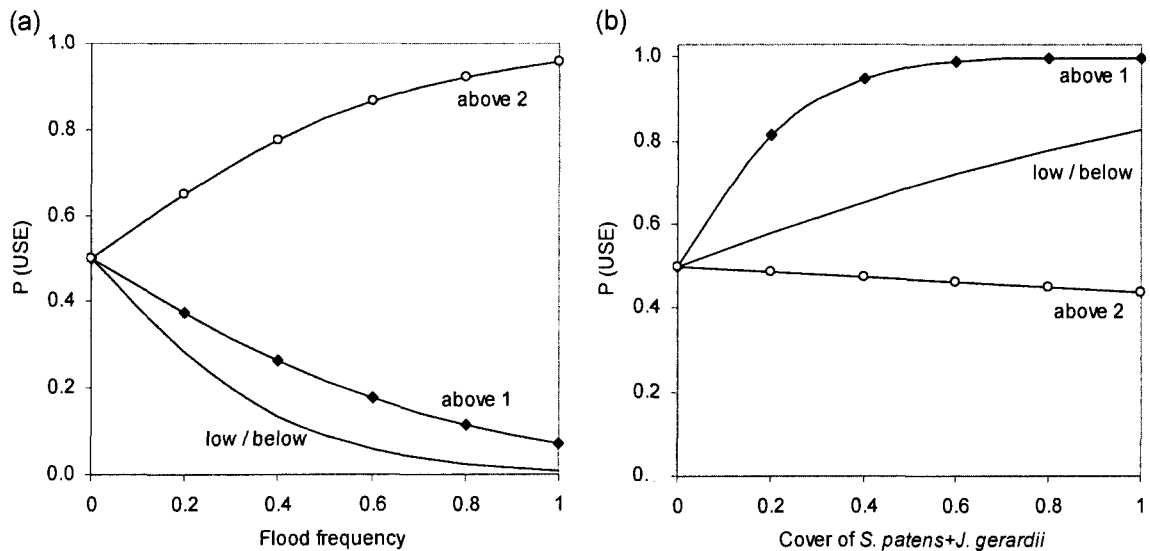 (a)
1.0
0.8
0.6
0.4
0.2
0.0
P (USE)
above 2
above 1
low / below
0
0.2
0.4
0.6
0.8
1
Flood frequency
(b)
1.0
0.8
0.6
0.4
0.2
0.
P (USE)
above 1
low / below
above 2
0
0.2
0.4
0.6
0.8
1
Cover of S. patens+J. gerardii